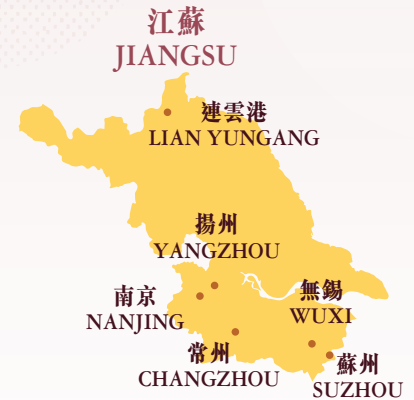 江蘇
JIANGSU
連雲港
LIAN YUNGANG
揚州
YANGZHOU
南京
NANJING
無錫
WUXI
常州
CHANGZHOU
蘇州
SUZHOU